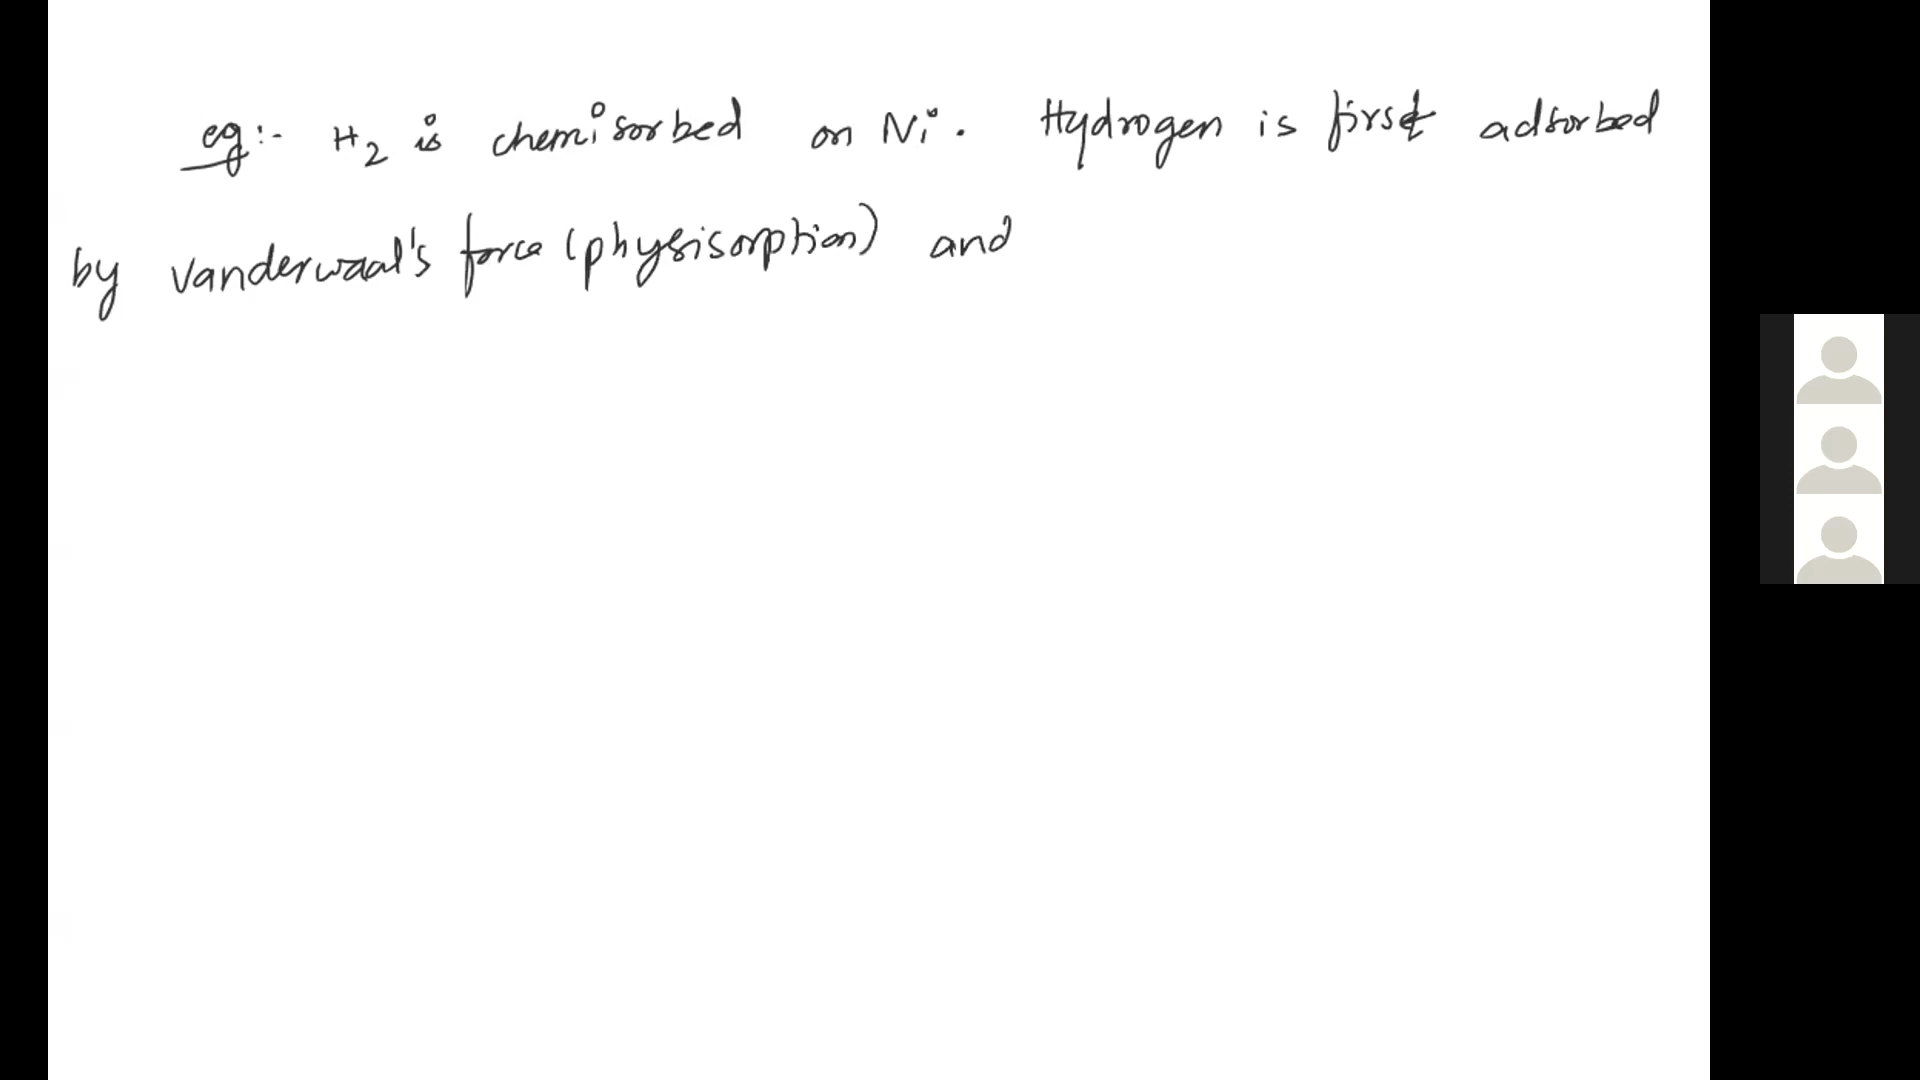 eg:- H₂ is chemisorbed on Ni. Hydrogen is first adsorbed
by vanderwaal's force (physisorption) and